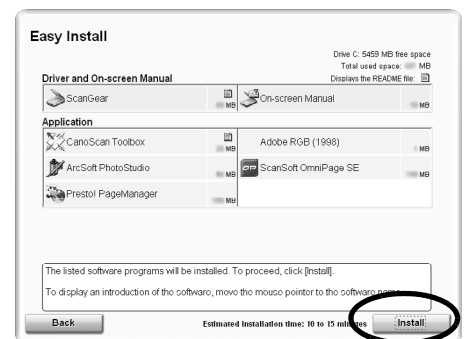 Easy Install
Drive C: 5459 MB free space
Total used space: MB
Driver and On-screen Manual
Displays the README file:
ScanGear
MB
On-screen Manual
MB
Application
CanoScan Toolbox
MB
Adobe RGB (1998)
MB
ArcSoft PhotoStudio
MB
OP
ScanSoft OmniPage SE
MB
Presto! PageManager
MB
The listed software programs will be installed. To proceed, click [Install].
To display an introduction of the software, move the mouse pointer to the software name.
Back
Estimated Installation time: 10 to 15 minutes
Install